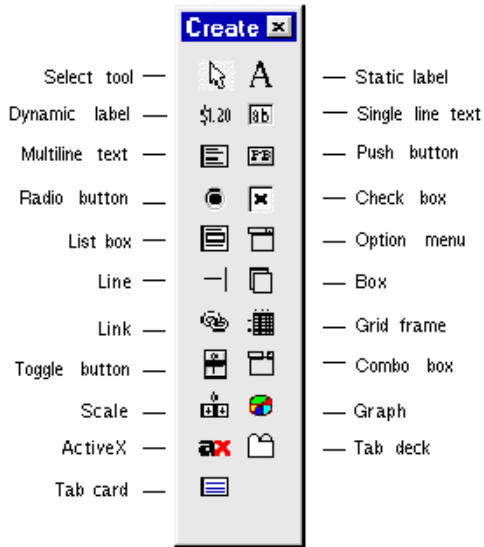 Create
Select tool A Static label
Dynamic label $1.20 ab Single line text
Multiline text PB Push button
Radio button Check box
List box Option menu
Line Box
Link Grid frame
Toggle button Combo box
Scale Graph
ActiveX ax Tab deck
Tab card